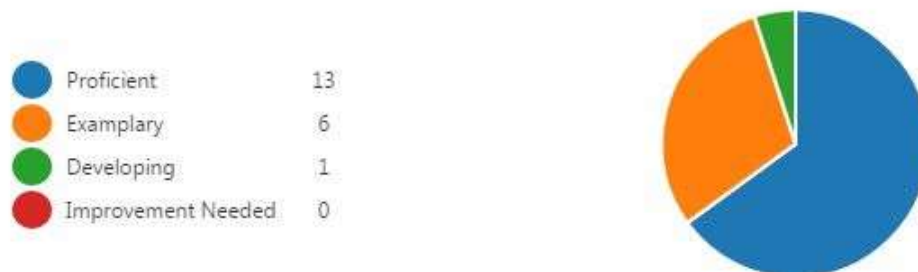 Proficient 13
Examplary 6
Developing 1
Improvement Needed 0